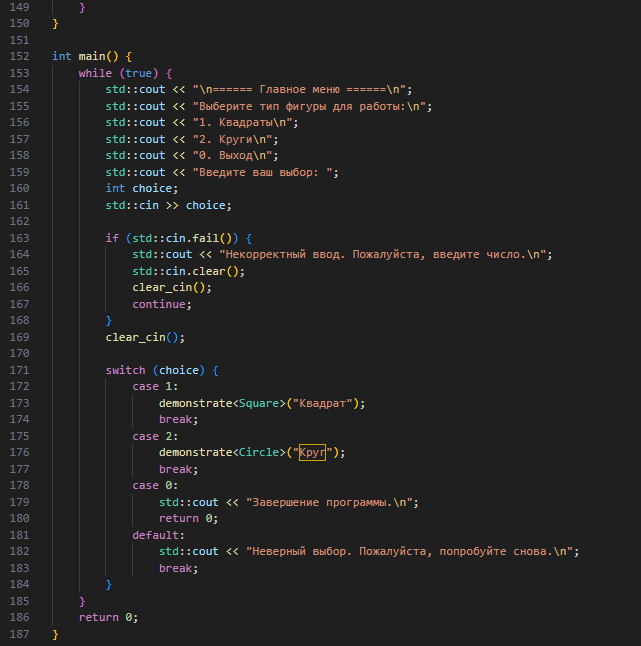 149     }
150 }
151
152 int main() {
153     while (true) {
154         std::cout << "\n====== Главное меню ======\n";
155         std::cout << "Выберите тип фигуры для работы:\n";
156         std::cout << "1. Квадраты\n";
157         std::cout << "2. Круги\n";
158         std::cout << "0. Выход\n";
159         std::cout << "Введите ваш выбор: ";
160         int choice;
161         std::cin >> choice;
162
163         if (std::cin.fail()) {
164             std::cout << "Некорректный ввод. Пожалуйста, введите число.\n";
165             std::cin.clear();
166             clear_cin();
167             continue;
168         }
169         clear_cin();
170
171         switch (choice) {
172             case 1:
173                 demonstrate<Square>("Квадрат");
174                 break;
175             case 2:
176                 demonstrate<Circle>("Круг");
177                 break;
178             case 0:
179                 std::cout << "Завершение программы.\n";
180                 return 0;
181             default:
182                 std::cout << "Неверный выбор. Пожалуйста, попробуйте снова.\n";
183                 break;
184         }
185     }
186     return 0;
187 }